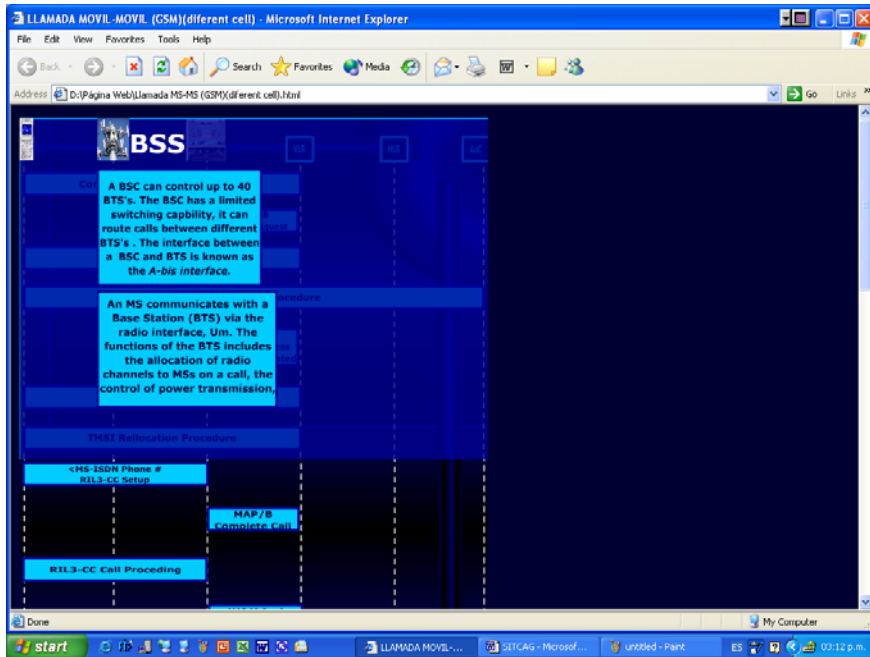 LLAMADA MOVIL-MOVIL (GSM)(diferent cell) - Microsoft Internet Explorer
File Edit View Favorites Tools Help
Back Search Favorites Media
Address D:\Página Web\Llamada MS-MS (GSM)(diferent cell).html Go Links
BSS
VLR HLR AuC
A BSC can control up to 40
BTS's. The BSC has a limited
switching capbility, it can
route calls between different
BTS's . The interface between
a BSC and BTS is known as
the A-bis interface.
An MS communicates with a
Base Station (BTS) via the
radio interface, Um. The
functions of the BTS includes
the allocation of radio
channels to MSs on a call, the
control of power transmission,
TMSI Rellocation Procedure
<MS-ISDN Phone #
RIL3-CC Setup
MAP/B
Complete Call
RIL3-CC Call Proceding
Done My Computer
start LLAMADA MOVIL-... SITCAG - Microsof... untitled - Paint ES 03:12 p.m.